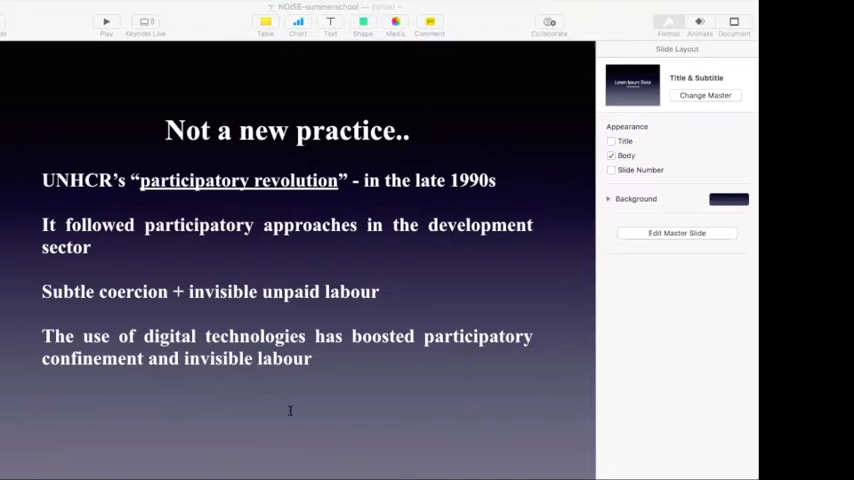 NOISE-summerschool — Edited
Play
Keynote Live
Table
Chart
Text
Shape
Media
Comment
Collaborate
Format
Animate
Document
Slide Layout
Title & Subtitle
Change Master
Appearance
Title
Body
Slide Number
Background
Edit Master Slide
Not a new practice..
UNHCR’s “participatory revolution” - in the late 1990s
It followed participatory approaches in the development
sector
Subtle coercion + invisible unpaid labour
The use of digital technologies has boosted participatory
confinement and invisible labour